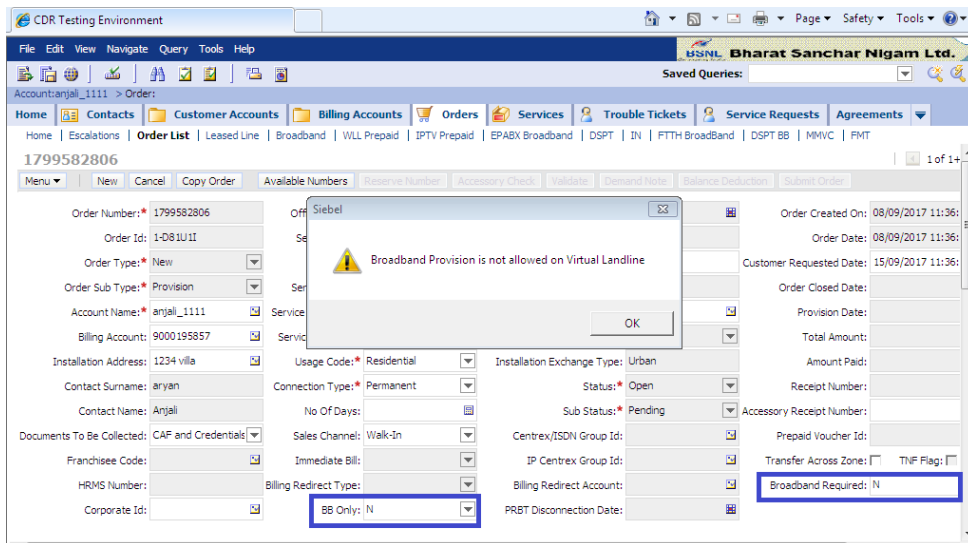 CDR Testing Environment
Page Safety Tools
File Edit View Navigate Query Tools Help
BSNL Bharat Sanchar Nigam Ltd.
Saved Queries:
Account:anjali_1111 > Order:
Home Contacts Customer Accounts Billing Accounts Orders Services Trouble Tickets Service Requests Agreements
Home | Escalations | Order List | Leased Line | Broadband | WLL Prepaid | IPTV Prepaid | EPABX Broadband | DSPT | IN | FTTH BroadBand | DSPT BB | MMVC | FMT
1799582806 1 of 1+
Menu New Cancel Copy Order Available Numbers Reserve Number Accessory Check Validate Demand Note Balance Deduction Submit Order
Order Number:* 1799582806 Off Siebel Order Created On: 08/09/2017 11:36:
Order Id: 1-D81U1I Se Order Date: 08/09/2017 11:36:
Order Type:* New Broadband Provision is not allowed on Virtual Landline Customer Requested Date: 15/09/2017 11:36:
Order Sub Type:* Provision Ser Order Closed Date:
Account Name:* anjali_1111 Service Provision Date:
OK
Billing Account: 9000195857 Servic Total Amount:
Installation Address: 1234 villa Usage Code:* Residential Installation Exchange Type: Urban Amount Paid:
Contact Surname: aryan Connection Type:* Permanent Status:* Open Receipt Number:
Contact Name: Anjali No Of Days: Sub Status:* Pending Accessory Receipt Number:
Documents To Be Collected: CAF and Credentials Sales Channel: Walk-In Centrex/ISDN Group Id: Prepaid Voucher Id:
Franchisee Code: Immediate Bill: IP Centrex Group Id: Transfer Across Zone: TNF Flag:
HRMS Number: Billing Redirect Type: Billing Redirect Account: Broadband Required: N
Corporate Id: BB Only: N PRBT Disconnection Date: